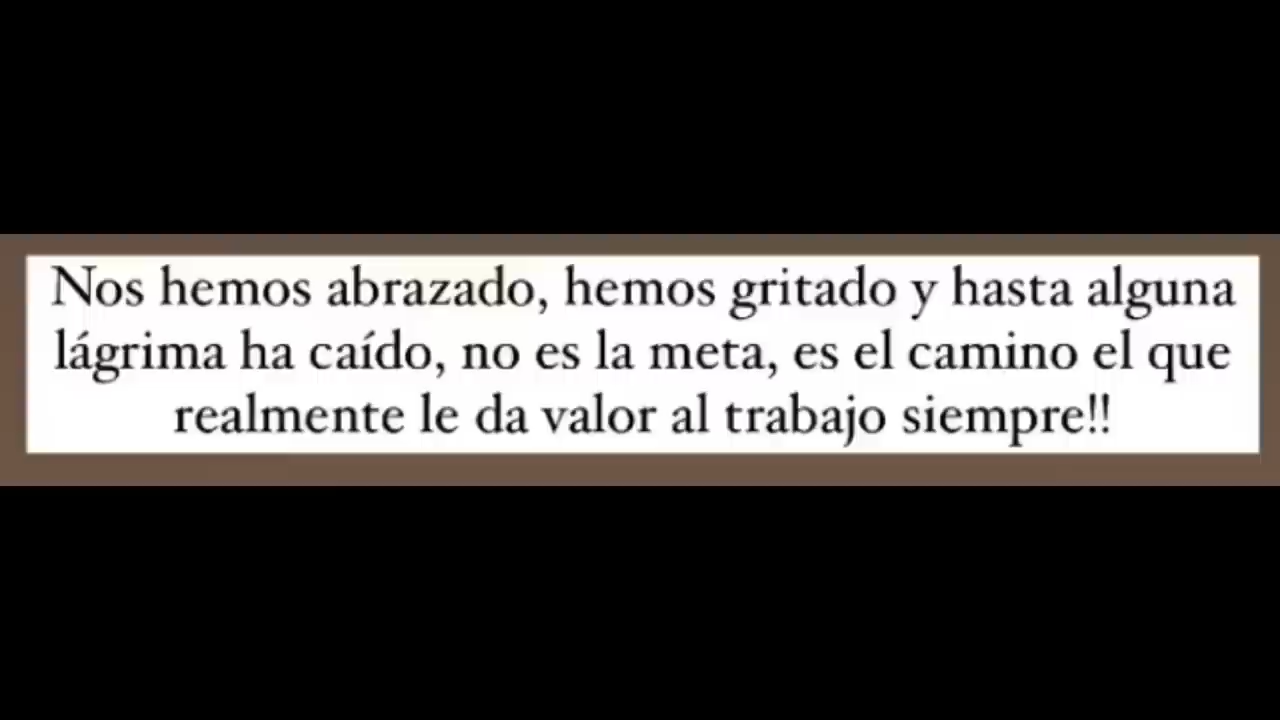 Nos hemos abrazado, hemos gritado y hasta alguna
lágrima ha caído, no es la meta, es el camino el que
realmente le da valor al trabajo siempre!!